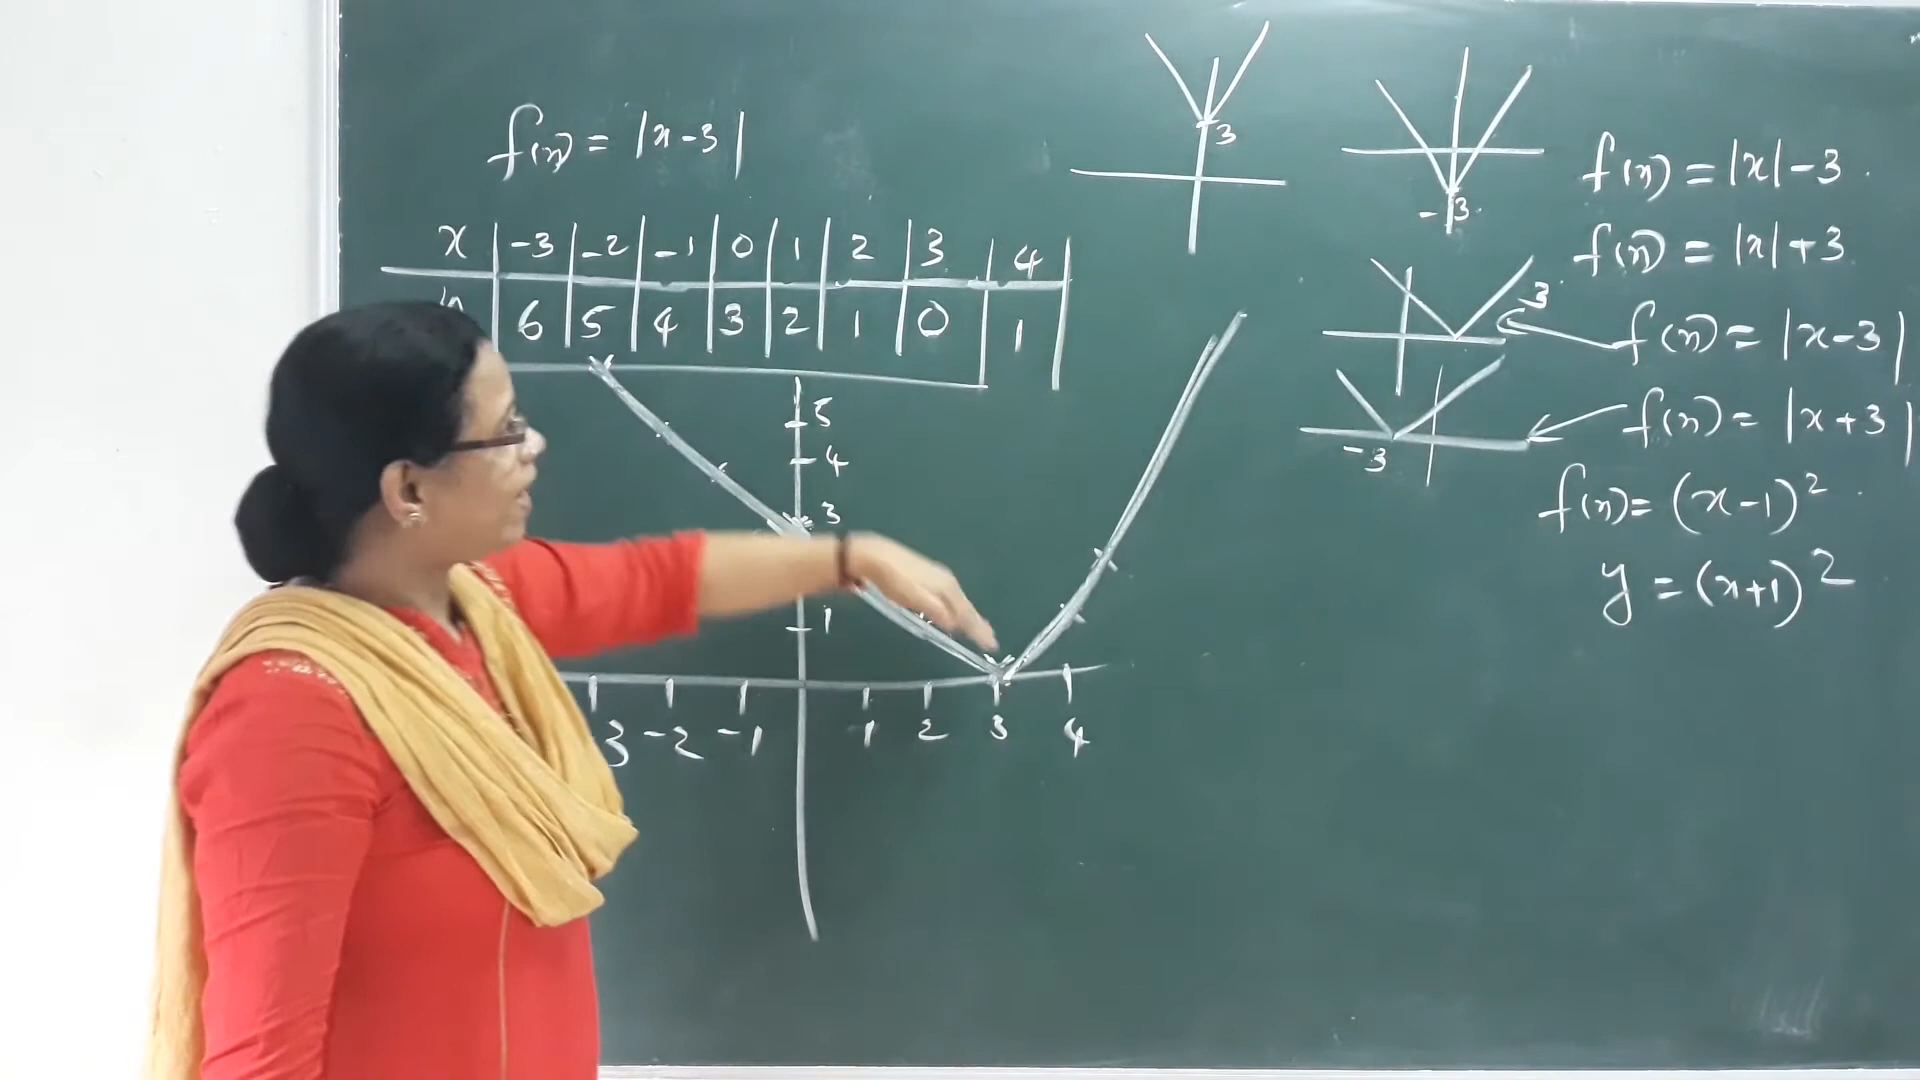 f(x) = |x-3|
x -3 -2 -1 0 1 2 3 4
6 5 4 3 2 1 0 1
5
4
3
1
3 -2 -1 1 2 3 4
3
-3
3
-3
f(x) = |x|-3
f(x) = |x|+3
f(x) = |x-3|
f(x) = |x+3|
f(x) = (x-1)²
y = (x+1)²